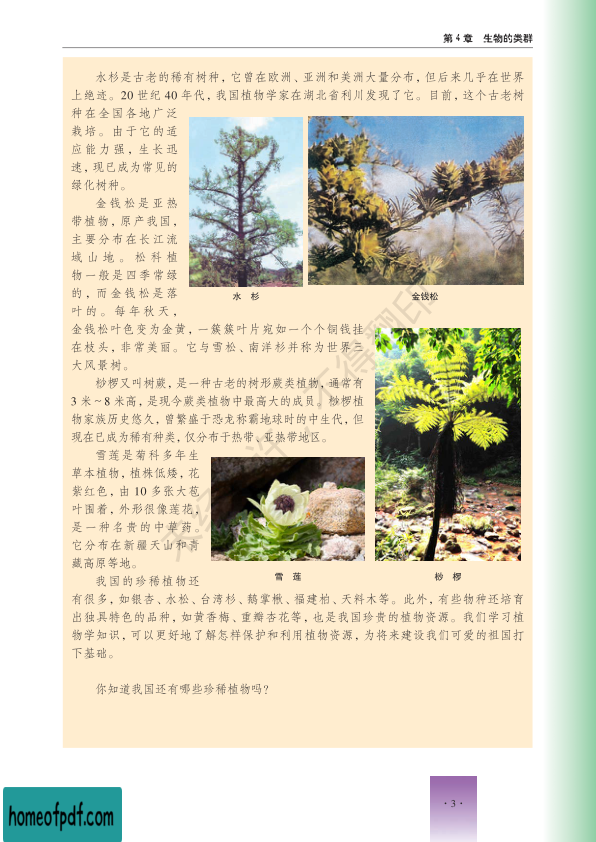 第4章 生物的类群
水杉是古老的稀有树种，它曾在欧洲、亚洲和美洲大量分布，但后来几乎在世界
上绝迹。20世纪40年代，我国植物学家在湖北省利川发现了它。目前，这个古老树
种在全国各地广泛
栽培。由于它的适
应能力强，生长迅
速，现已成为常见的
绿化树种。
金钱松是亚热
带植物，原产我国，
主要分布在长江流
域山地。松科植
物一般是四季常绿
的，而金钱松是落
叶的。每年秋天，
水 杉
金钱松
金钱松叶色变为金黄，一簇簇叶片宛如一个个铜钱挂
在枝头，非常美丽。它与雪松、南洋杉并称为世界三
大风景树。
桫椤又叫树蕨，是一种古老的树形蕨类植物，通常有
3米~8米高，是现今蕨类植物中最高大的成员。桫椤植
物家族历史悠久，曾繁盛于恐龙称霸地球时的中生代，但
现在已成为稀有种类，仅分布于热带、亚热带地区。
雪莲是菊科多年生
草本植物，植株低矮，花
紫红色，由10多张大苞
叶围着，外形很像莲花，
是一种名贵的中草药。
它分布在新疆天山和青
藏高原等地。
雪 莲
桫 椤
我国的珍稀植物还
有很多，如银杏、水松、台湾杉、鹅掌楸、福建柏、天料木等。此外，有些物种还培育
出独具特色的品种，如黄香梅、重瓣杏花等，也是我国珍贵的植物资源。我们学习植
物学知识，可以更好地了解怎样保护和利用植物资源，为将来建设我们可爱的祖国打
下基础。
你知道我国还有哪些珍稀植物吗？
·3·
homeofpdf.com